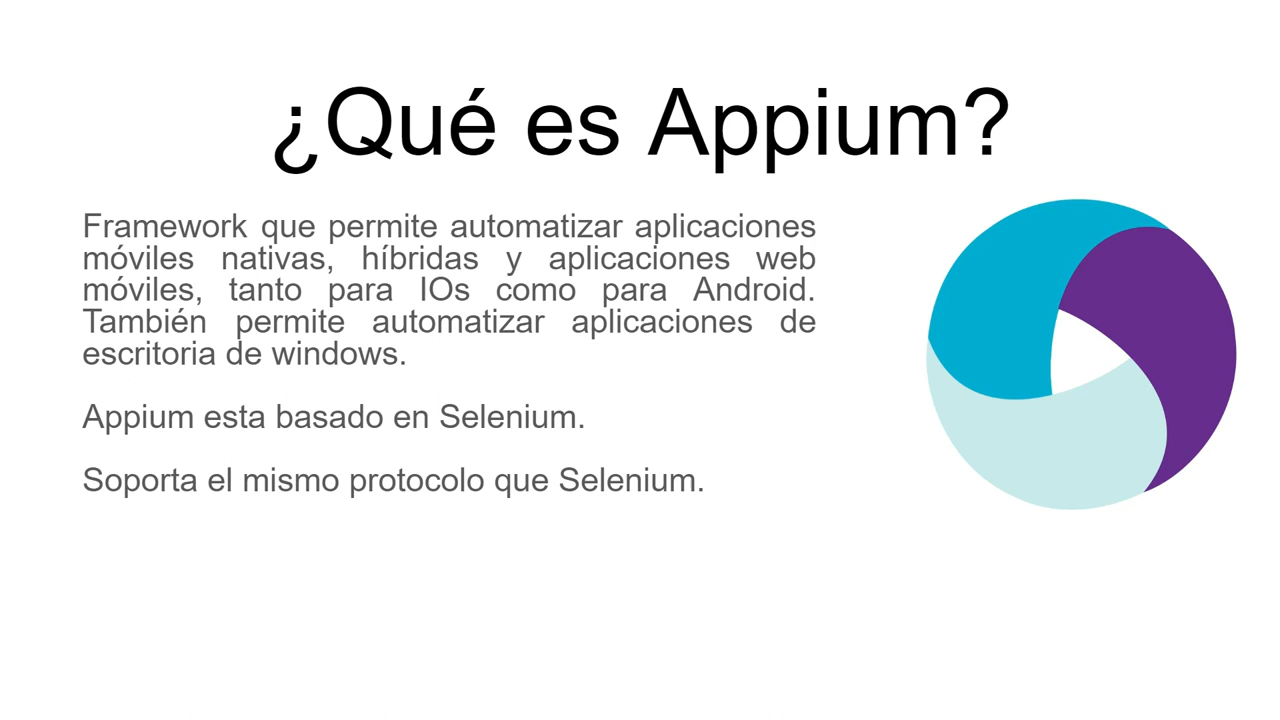 ¿Qué es Appium?
Framework que permite automatizar aplicaciones
móviles nativas, híbridas y aplicaciones web
móviles, tanto para IOs como para Android.
También permite automatizar aplicaciones de
escritoria de windows.
Appium esta basado en Selenium.
Soporta el mismo protocolo que Selenium.